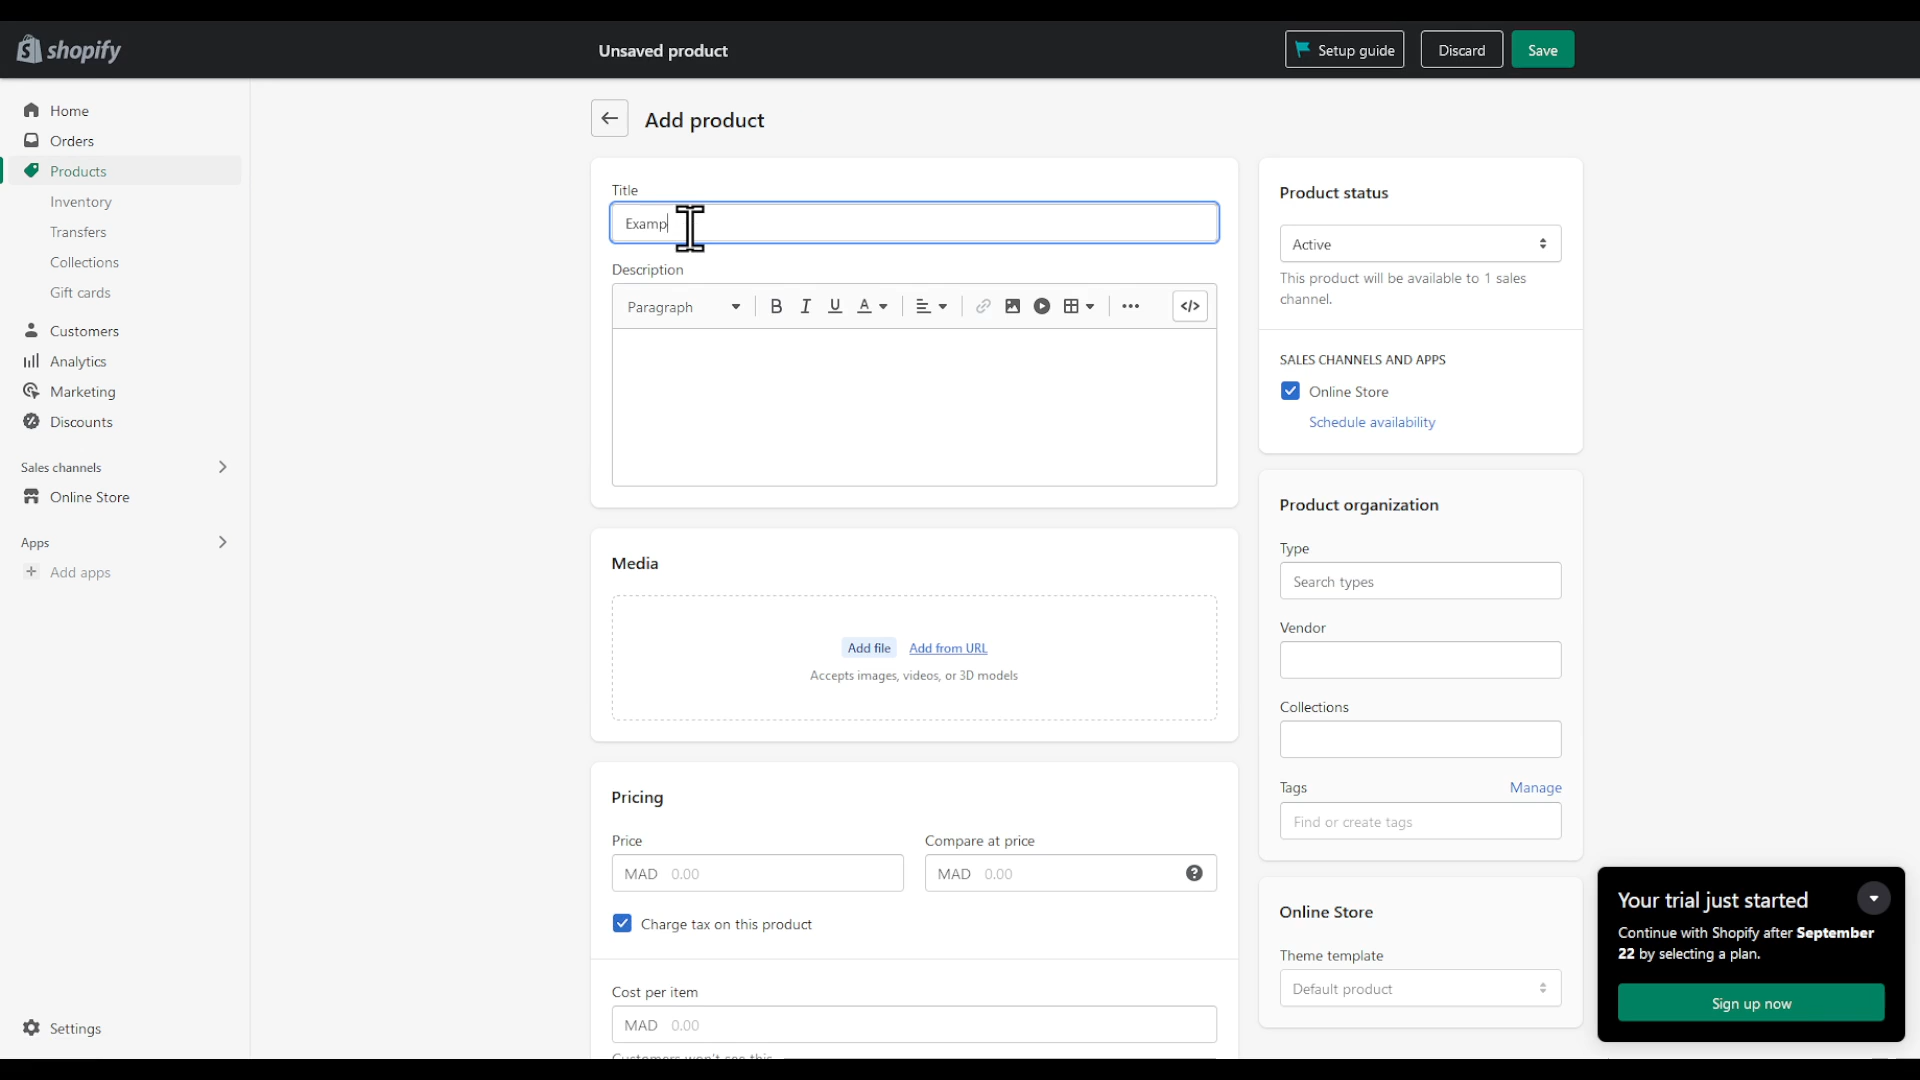 shopify
Unsaved product
Setup guide
Discard
Save
Home
Orders
Products
Inventory
Transfers
Collections
Gift cards
Customers
Analytics
Marketing
Discounts
Sales channels
Online Store
Apps
Add apps
Settings
Add product
Title
Examp
Description
Paragraph
Media
Add file Add from URL
Accepts images, videos, or 3D models
Pricing
Price
MAD 0.00
Compare at price
MAD 0.00
Charge tax on this product
Cost per item
MAD 0.00
Customers won't see this
Product status
Active
This product will be available to 1 sales
channel.
SALES CHANNELS AND APPS
Online Store
Schedule availability
Product organization
Type
Search types
Vendor
Collections
Tags Manage
Find or create tags
Online Store
Theme template
Default product
Your trial just started
Continue with Shopify after September
22 by selecting a plan.
Sign up now